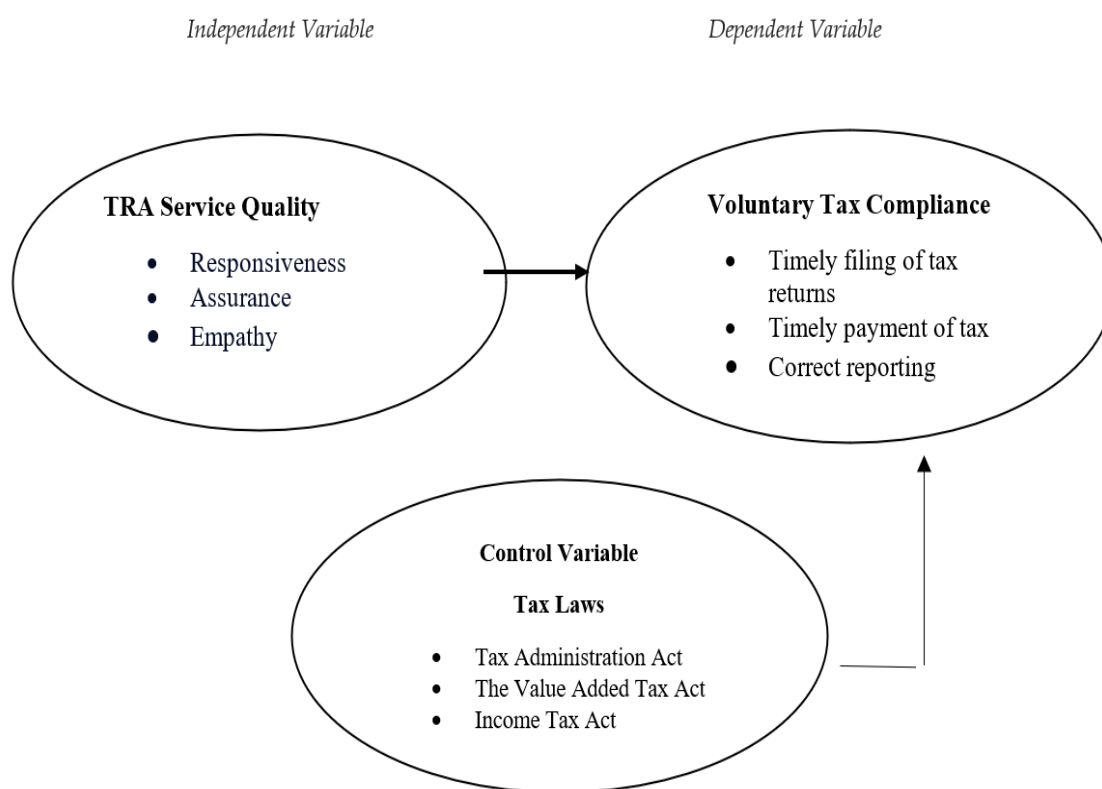 Independent Variable
Dependent Variable
TRA Service Quality
• Responsiveness
• Assurance
• Empathy
Voluntary Tax Compliance
• Timely filing of tax
returns
• Timely payment of tax
• Correct reporting
Control Variable
Tax Laws
• Tax Administration Act
• The Value Added Tax Act
• Income Tax Act